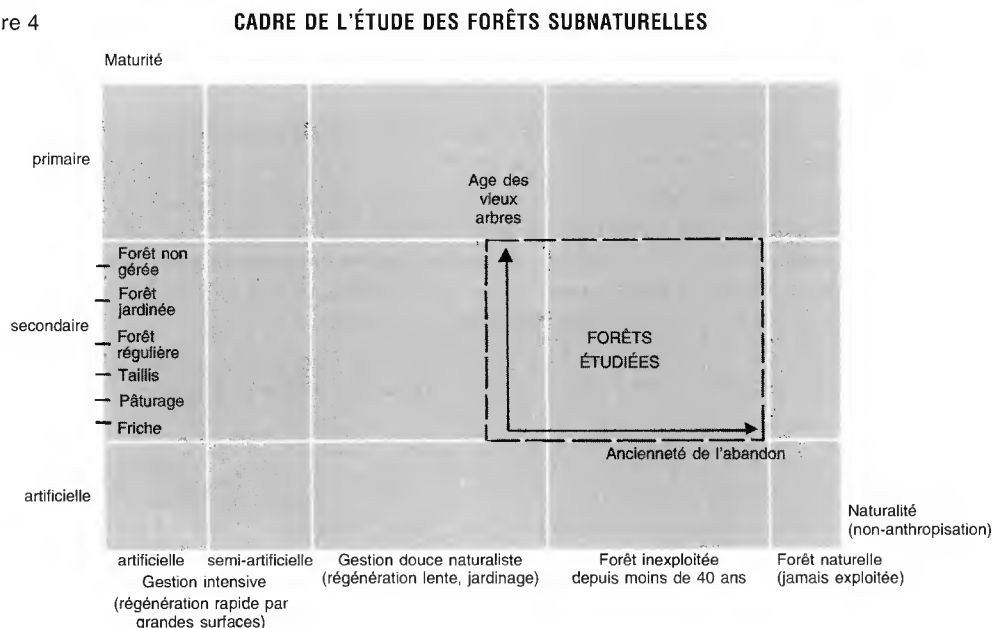 re 4
CADRE DE L'ÉTUDE DES FORÊTS SUBNATURELLES
Maturité
primaire
Age des
vieux
arbres
Forêt non
gérée
Forêt
jardinée
secondaire
Forêt
régulière
Taillis
Pâturage
Friche
FORÊTS
ÉTUDIÉES
Ancienneté de l'abandon
artificielle
Naturalité
(non-anthropisation)
artificielle
semi-artificielle
Gestion intensive
(régénération rapide par
grandes surfaces)
Gestion douce naturaliste
(régénération lente, jardinage)
Forêt inexploitée
depuis moins de 40 ans
Forêt naturelle
(jamais exploitée)